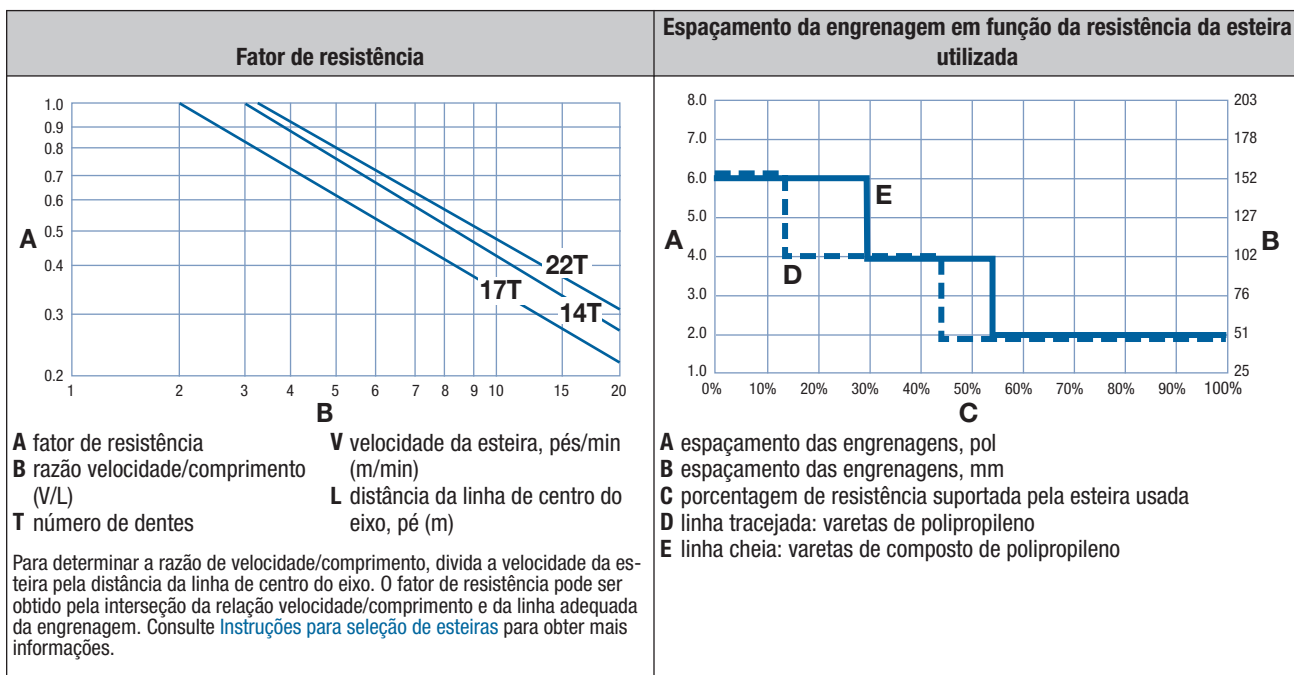 Fator de resistência
1.0
0.9
0.8
0.7
0.6
0.5
0.4
0.3
0.2
A
22T
17T
14T
1 2 3 4 5 6 7 8 9 10 15 20
B
A fator de resistência
B razão velocidade/comprimento
(V/L)
T número de dentes
V velocidade da esteira, pés/min
(m/min)
L distância da linha de centro do
eixo, pé (m)
Para determinar a razão de velocidade/comprimento, divida a velocidade da es-
teira pela distância da linha de centro do eixo. O fator de resistência pode ser
obtido pela interseção da relação velocidade/comprimento e da linha adequada
da engrenagem. Consulte Instruções para seleção de esteiras para obter mais
informações.
Espaçamento da engrenagem em função da resistência da esteira
utilizada
8.0
7.0
6.0
5.0
4.0
3.0
2.0
1.0
A
E
D
203
178
152
127
102
76
51
25
B
0% 10% 20% 30% 40% 50% 60% 70% 80% 90% 100%
C
A espaçamento das engrenagens, pol
B espaçamento das engrenagens, mm
C porcentagem de resistência suportada pela esteira usada
D linha tracejada: varetas de polipropileno
E linha cheia: varetas de composto de polipropileno